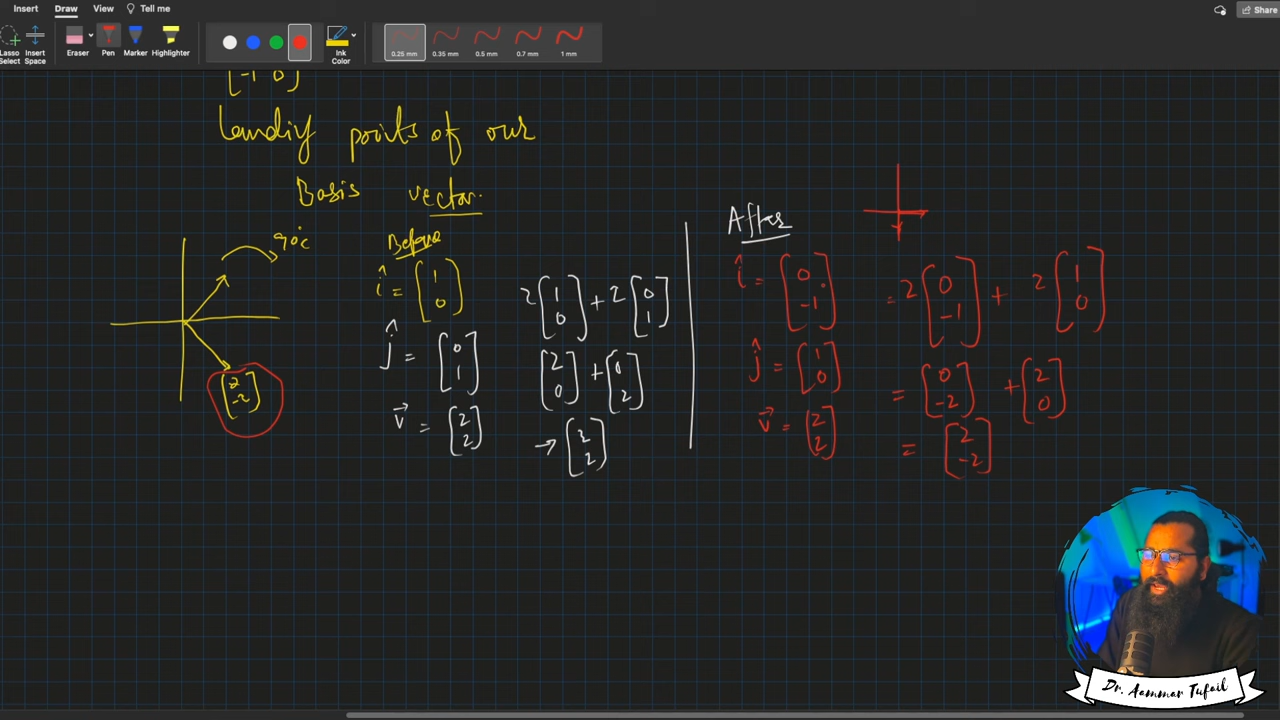 Insert Draw View Tell me
Share
Lasso Select
Insert Space
Eraser
Pen
Marker
Highlighter
Ink Color
0.25 mm
0.35 mm
0.5 mm
0.7 mm
1 mm
[-1 0]
points of our
Basis vector.
90°
[2 -2]
Before
î = [1 0]
ĵ = [0 1]
v⃗ = [2 2]
2[1 0] + 2[0 1]
[2 0] + [0 2]
→ [2 2]
After
î = [0 -1] = 2[0 -1] + 2[1 0]
ĵ = [1 0] = [0 -2] + [2 0]
v⃗ = [2 2] = [2 -2]
Dr. Aammar Tufail